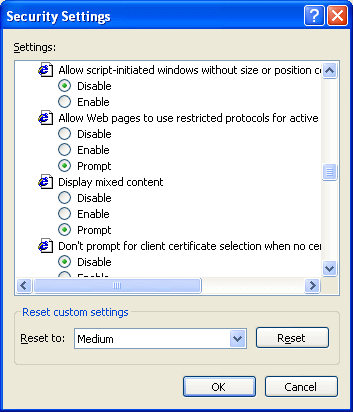 Security Settings
Settings:
Allow script-initiated windows without size or position co
Disable
Enable
Allow Web pages to use restricted protocols for active
Disable
Enable
Prompt
Display mixed content
Disable
Enable
Prompt
Don't prompt for client certificate selection when no cer
Disable
Enable
Reset custom settings
Reset to:
Medium
Reset
OK
Cancel